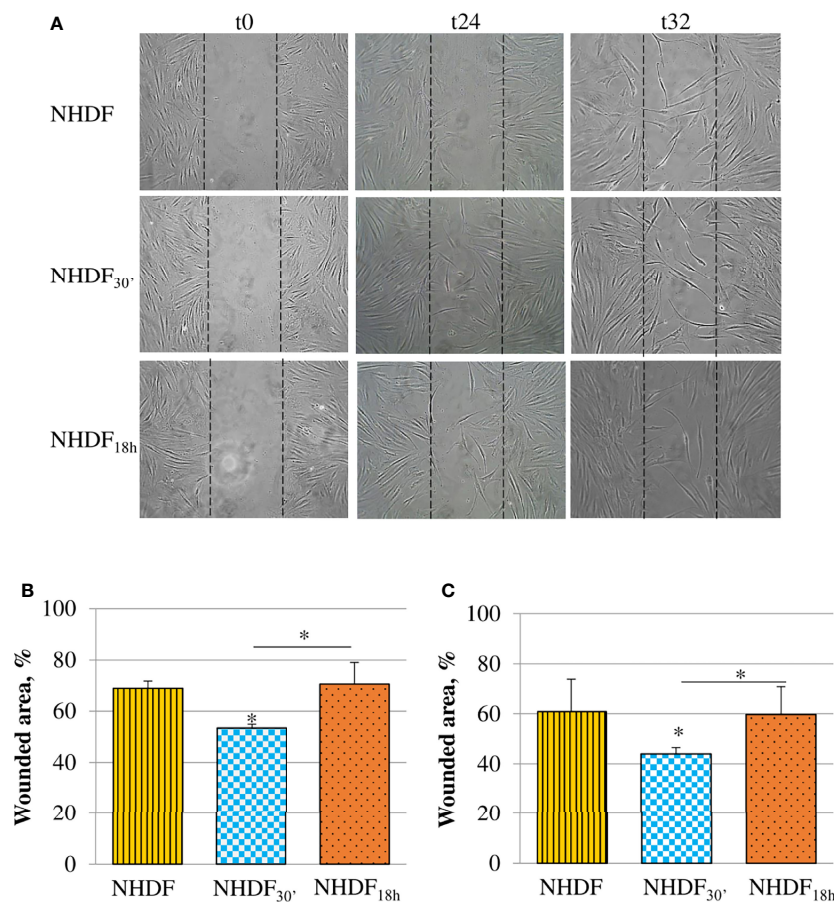 A
t0 t24 t32
NHDF
NHDF30'
NHDF18h
B
100
80
60
40
20
0
Wounded area, %
*
*
NHDF NHDF30' NHDF18h
C
100
80
60
40
20
0
Wounded area, %
*
*
NHDF NHDF30' NHDF18h